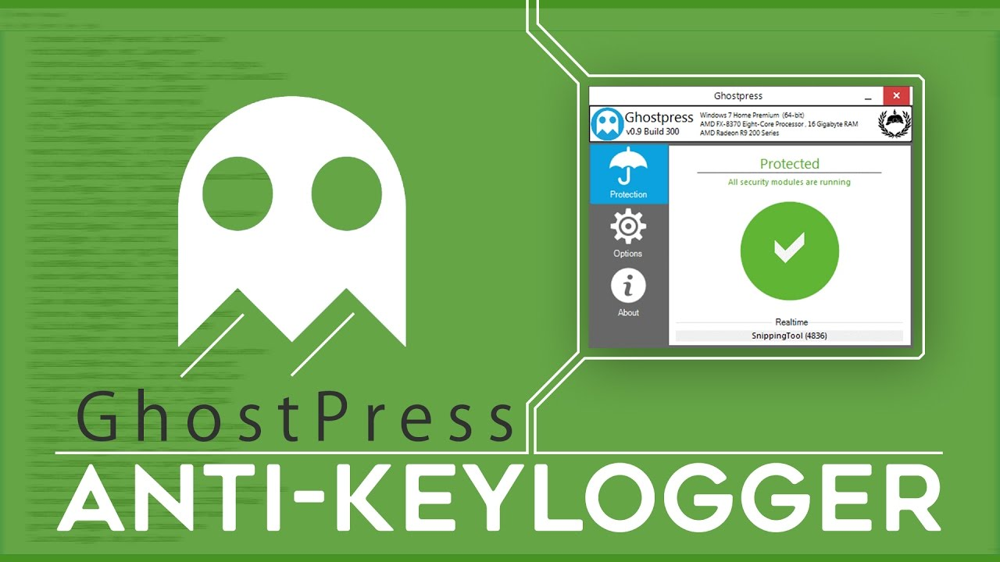 GhostPress
ANTI-KEYLOGGER
Ghostpress
Ghostpress
v0.9 Build 300
Windows 7 Home Premium (64-bit)
AMD FX-8370 Eight-Core Processor , 16 Gigabyte RAM
AMD Radeon R9 200 Series
Protection
Options
About
Protected
All security modules are running
Realtime
SnippingTool (4836)